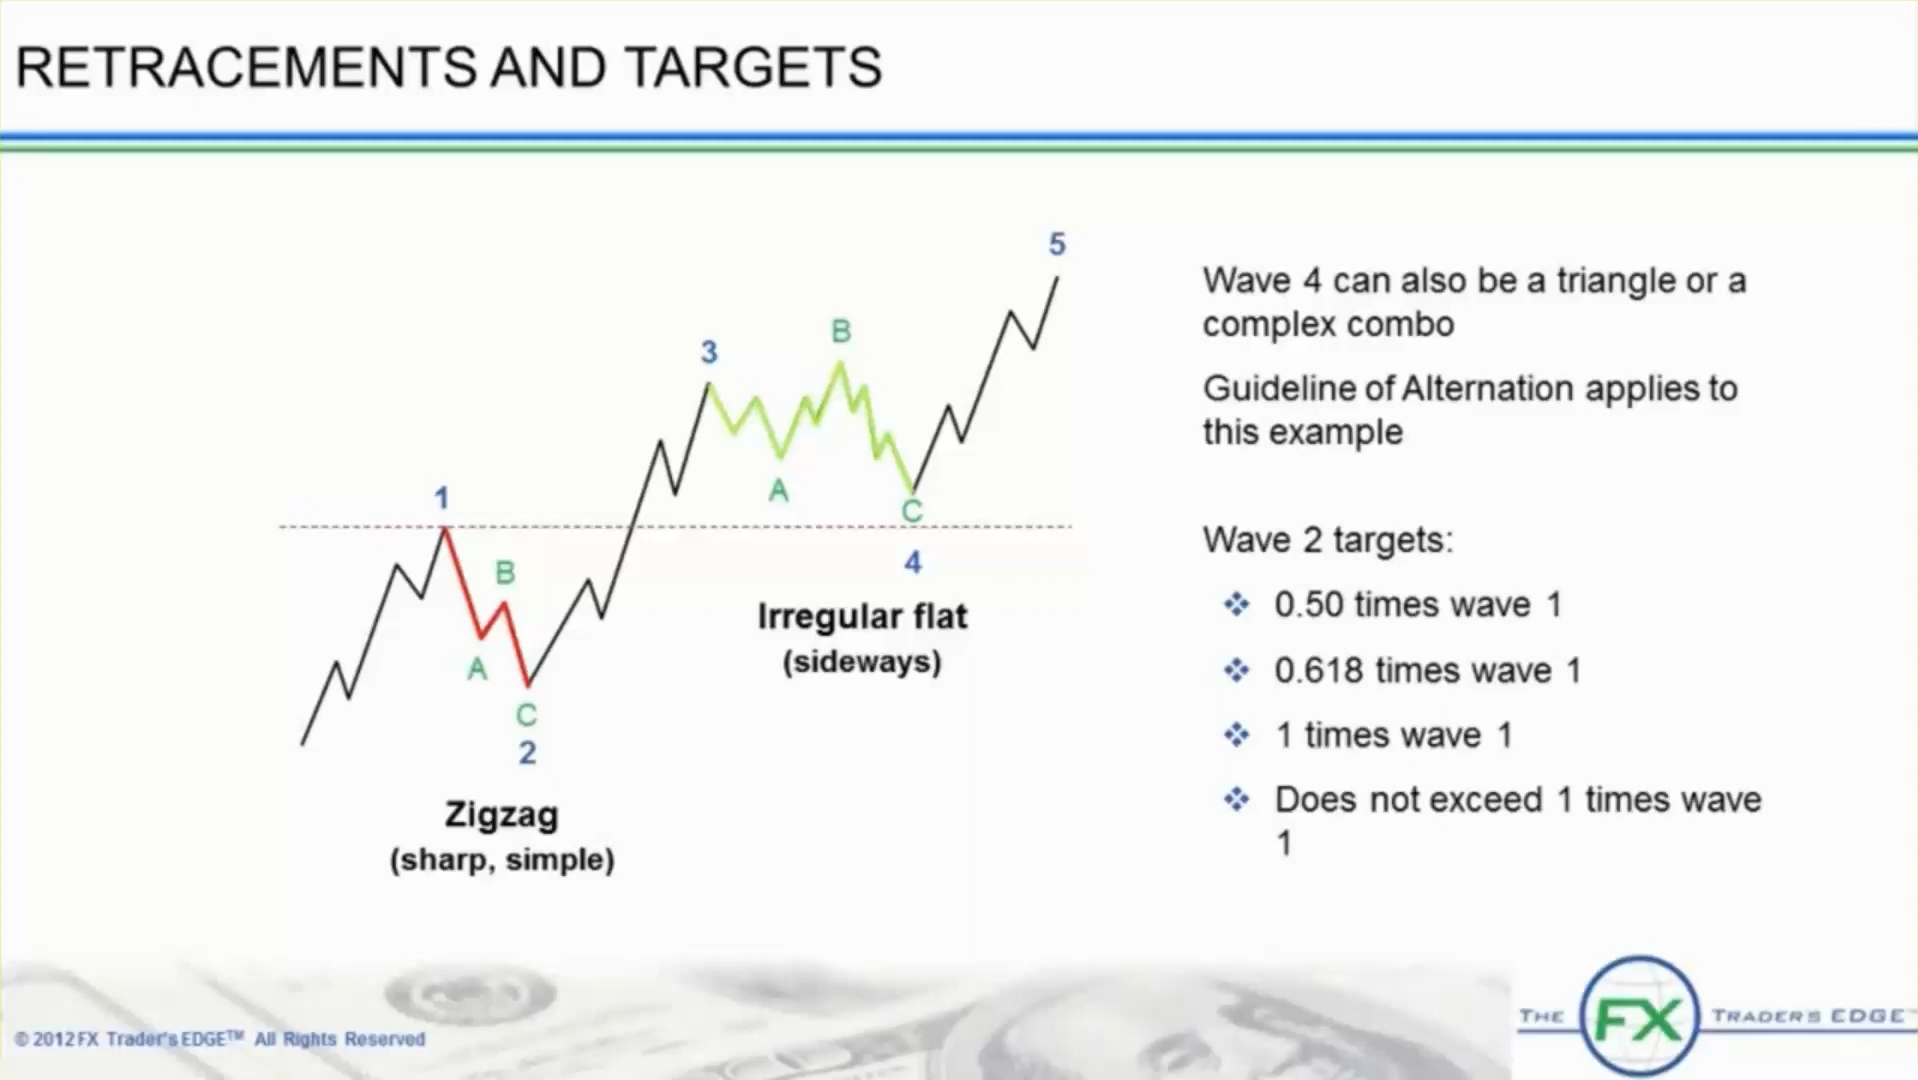 RETRACEMENTS AND TARGETS
5
B
3
A
C
4
1
B
A
C
2
Irregular flat
(sideways)
Zigzag
(sharp, simple)
Wave 4 can also be a triangle or a
complex combo
Guideline of Alternation applies to
this example
Wave 2 targets:
0.50 times wave 1
0.618 times wave 1
1 times wave 1
Does not exceed 1 times wave
1
© 2012 FX Trader's EDGE™ All Rights Reserved
THE FX TRADER'S EDGE™